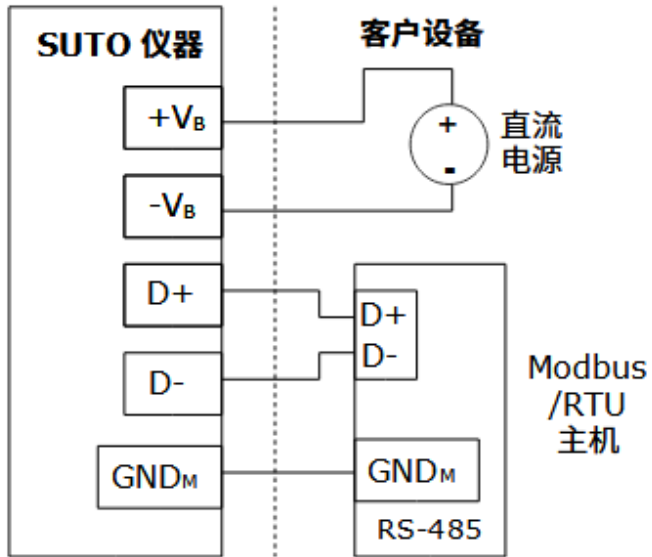 SUTO 仪器
客户设备
+VB
+
-
直流
电源
-VB
D+
D-
GNDM
D+
D-
GNDM
RS-485
Modbus
/RTU
主机